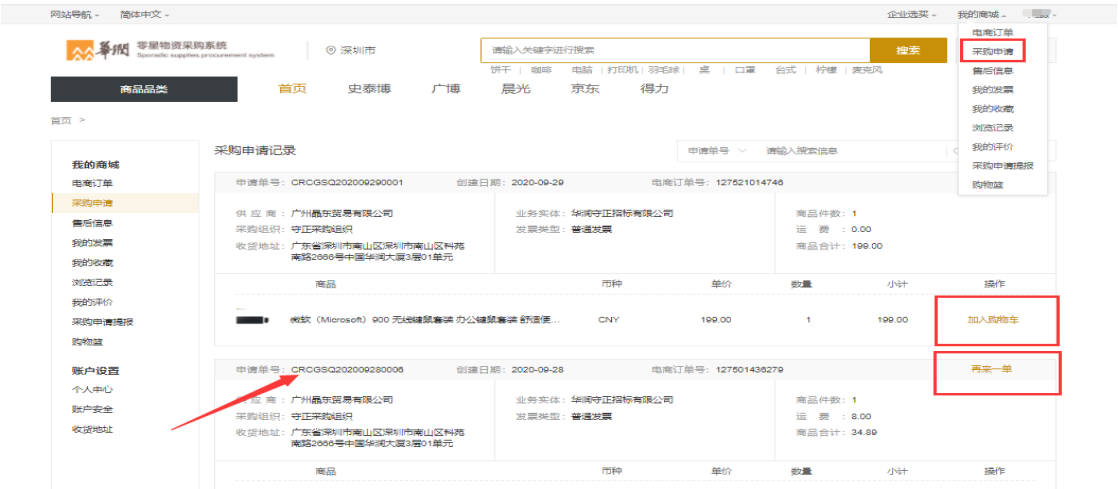 网站导航 简体中文 企业选买 我的商城
华润 零星物资采购系统
Sporadic supplies procurement system
深圳市
请输入关键字进行搜索 搜索
饼干 | 咖啡 电脑 | 打印机 | 羽毛球 | 桌 | 口罩 台式 | 柠檬 | 麦克风
商品品类 首页 史泰博 广博 晨光 京东 得力
电商订单
采购申请
售后信息
我的发票
我的收藏
浏览记录
我的评价
采购申请提报
购物篮
首页 >
我的商城
电商订单
采购申请
售后信息
我的发票
我的收藏
浏览记录
我的评价
采购申请提报
购物篮
账户设置
个人中心
账户安全
收货地址
采购申请记录 申请单号 请输入搜索信息
申请单号：CRCGSQ202009290001 创建日期：2020-09-29 电商订单号：127521014746
供 应 商：广州晶东贸易有限公司 业务实体：华润守正招标有限公司 商品件数：1
采购组织：守正采购组织 发票类型：普通发票 运 费 ：0.00
收货地址：广东省深圳市南山区深圳市南山区科苑 商品合计：199.00
南路2666号中国华润大厦3层01单元
商品 币种 单价 数量 小计 操作
微软（Microsoft）900 无线键鼠套装 办公键鼠套装 舒适便... CNY 199.00 1 199.00 加入购物车
申请单号：CRCGSQ202009280006 创建日期：2020-09-28 电商订单号：127501436279 再来一单
供 应 商：广州晶东贸易有限公司 业务实体：华润守正招标有限公司 商品件数：1
采购组织：守正采购组织 发票类型：普通发票 运 费 ：8.00
收货地址：广东省深圳市南山区深圳市南山区科苑 商品合计：34.89
南路2666号中国华润大厦3层01单元
商品 币种 单价 数量 小计 操作